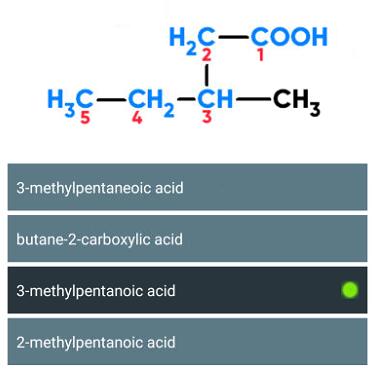 H₂C—COOH
2 1
H₃C—CH₂—CH—CH₃
5 4 3
3-methylpentaneoic acid
butane-2-carboxylic acid
3-methylpentanoic acid
2-methylpentanoic acid